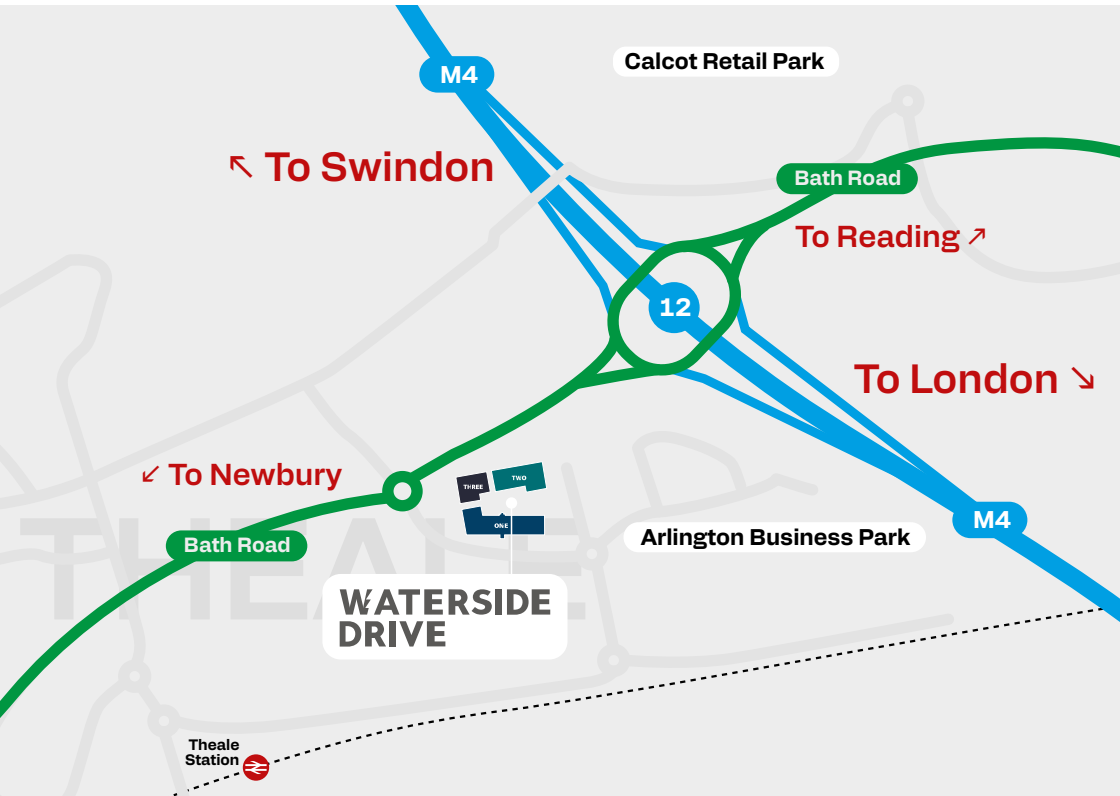 M4
Calcot Retail Park
↖ To Swindon
Bath Road
To Reading ↗
12
To London ↘
↙ To Newbury
THREE
TWO
ONE
M4
Arlington Business Park
THEALE
Bath Road
WATERSIDE
DRIVE
Theale
Station